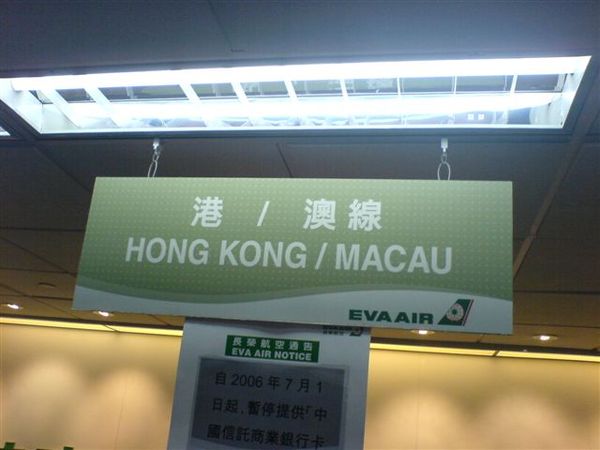 港 / 澳線
HONG KONG / MACAU
EVA AIR
長榮航空通告
EVA AIR NOTICE
自2006年7月1
日起,暫停提供「中
國信託商業銀行卡